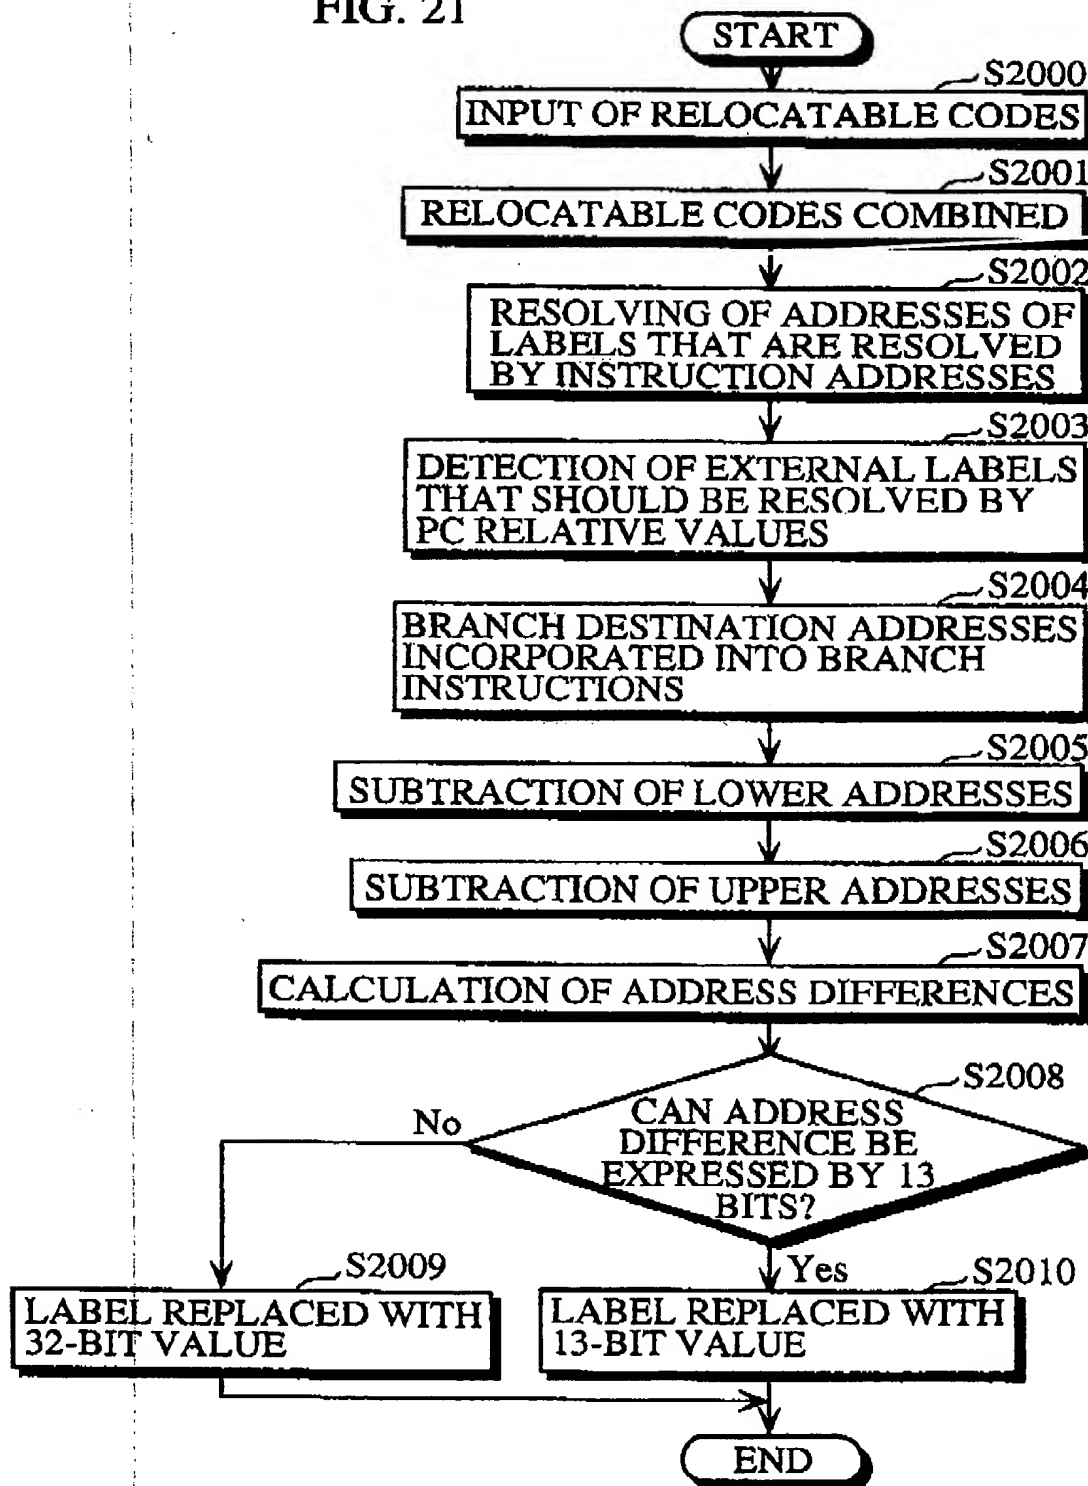 FIG. 21
START
S2000
INPUT OF RELOCATABLE CODES
S2001
RELOCATABLE CODES COMBINED
S2002
RESOLVING OF ADDRESSES OF
LABELS THAT ARE RESOLVED
BY INSTRUCTION ADDRESSES
S2003
DETECTION OF EXTERNAL LABELS
THAT SHOULD BE RESOLVED BY
PC RELATIVE VALUES
S2004
BRANCH DESTINATION ADDRESSES
INCORPORATED INTO BRANCH
INSTRUCTIONS
S2005
SUBTRACTION OF LOWER ADDRESSES
S2006
SUBTRACTION OF UPPER ADDRESSES
S2007
CALCULATION OF ADDRESS DIFFERENCES
S2008
CAN ADDRESS
DIFFERENCE BE
EXPRESSED BY 13
BITS?
No
Yes
S2009
LABEL REPLACED WITH
32-BIT VALUE
S2010
LABEL REPLACED WITH
13-BIT VALUE
END